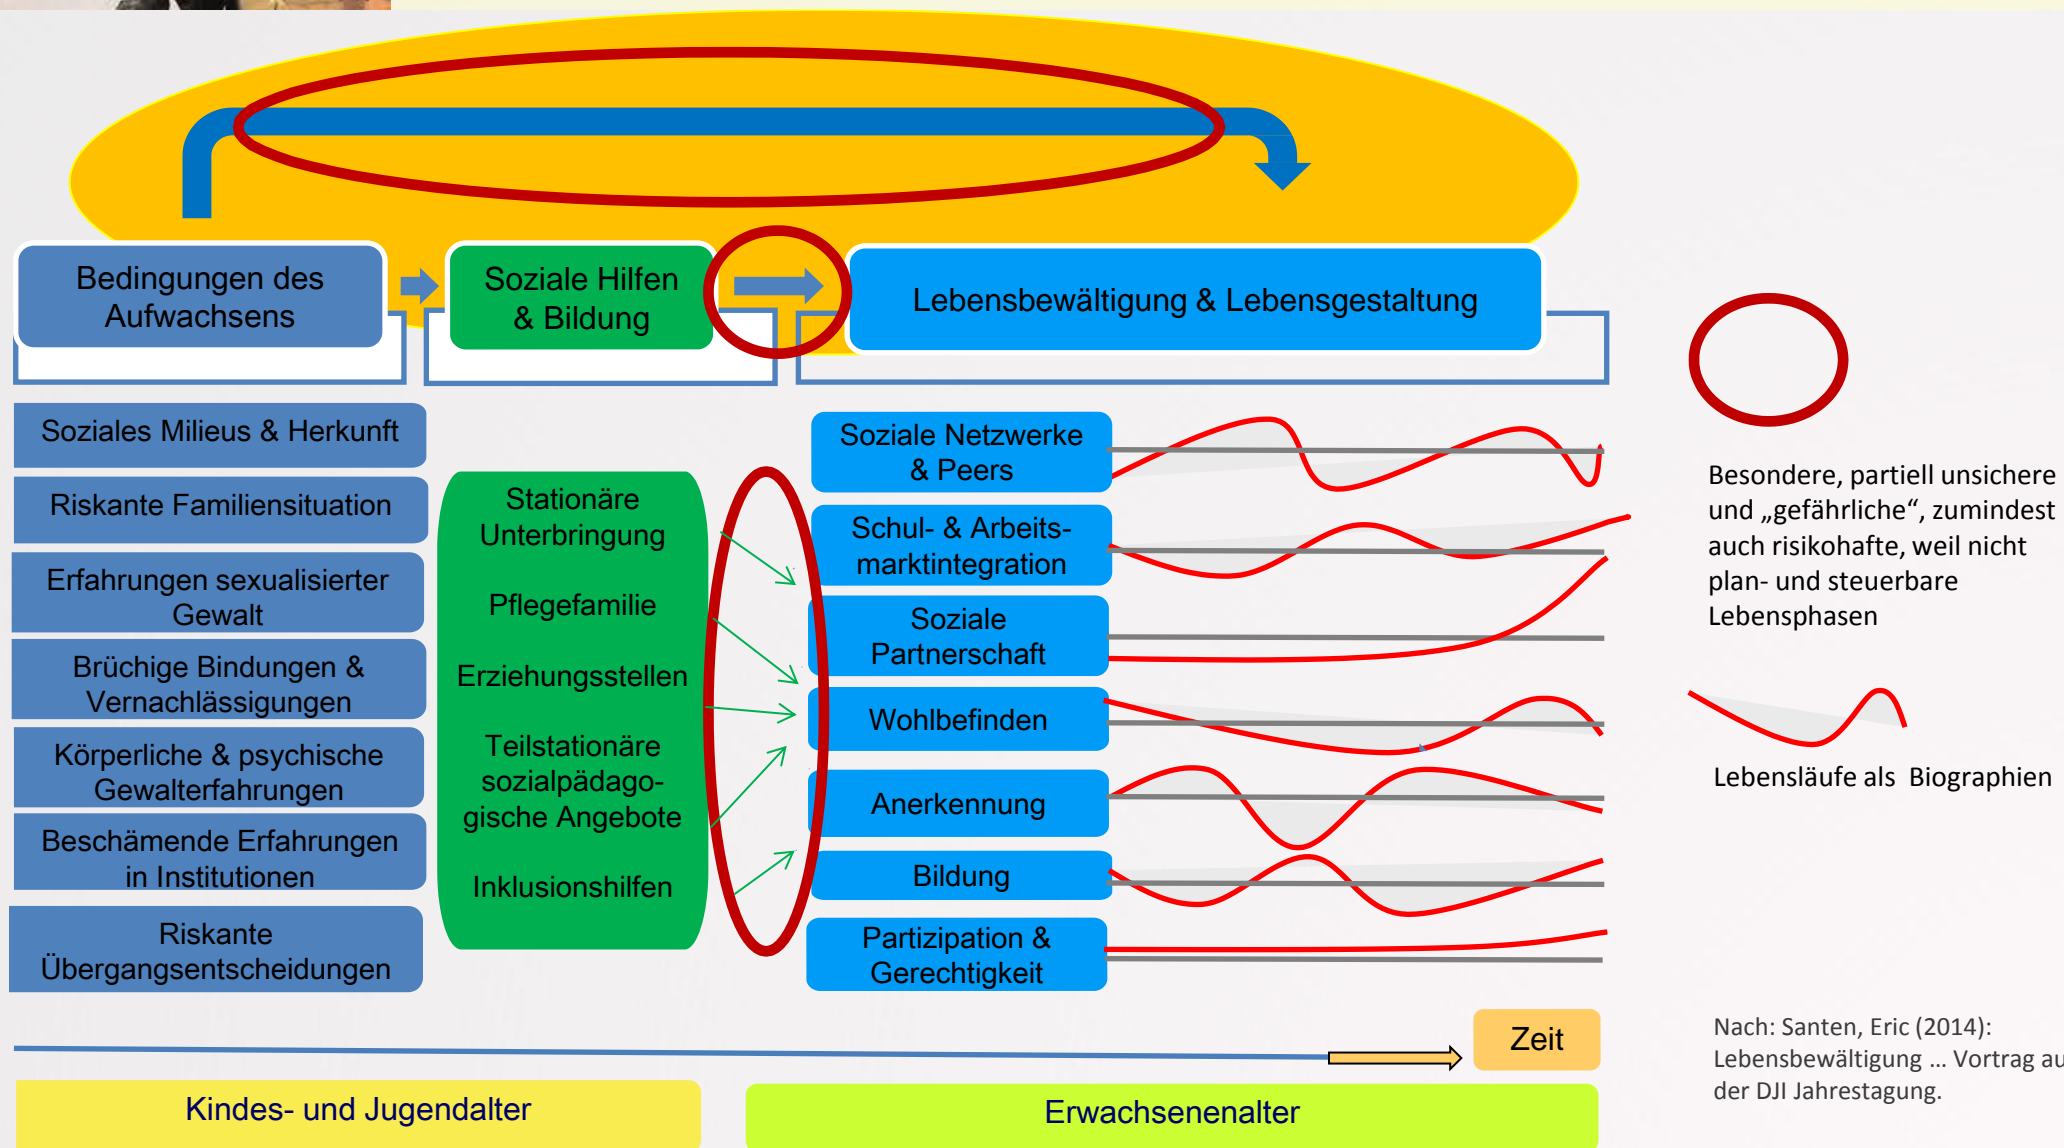 Bedingungen des
Aufwachsens
Soziale Hilfen
& Bildung
Lebensbewältigung & Lebensgestaltung
Soziales Milieus & Herkunft
Riskante Familiensituation
Erfahrungen sexualisierter
Gewalt
Brüchige Bindungen &
Vernachlässigungen
Körperliche & psychische
Gewalterfahrungen
Beschämende Erfahrungen
in Institutionen
Riskante
Übergangsentscheidungen
Stationäre
Unterbringung
Pflegefamilie
Erziehungsstellen
Teilstationäre
sozialpädago-
gische Angebote
Inklusionshilfen
Soziale Netzwerke
& Peers
Schul- & Arbeits-
marktintegration
Soziale
Partnerschaft
Wohlbefinden
Anerkennung
Bildung
Partizipation &
Gerechtigkeit
Besondere, partiell unsichere
und „gefährliche“, zumindest
auch risikohafte, weil nicht
plan- und steuerbare
Lebensphasen
Lebensläufe als Biographien
Zeit
Nach: Santen, Eric (2014):
Lebensbewältigung ... Vortrag
der DJI Jahrestagung.
Kindes- und Jugendalter
Erwachsenenalter